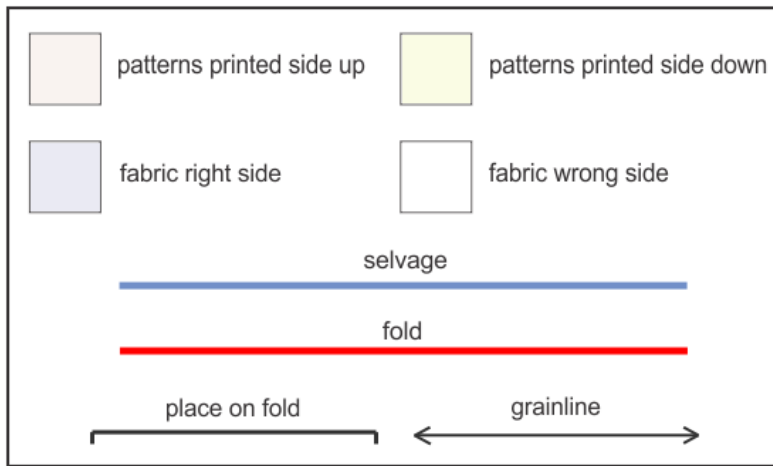 patterns printed side up
patterns printed side down
fabric right side
fabric wrong side
selvage
fold
place on fold
grainline